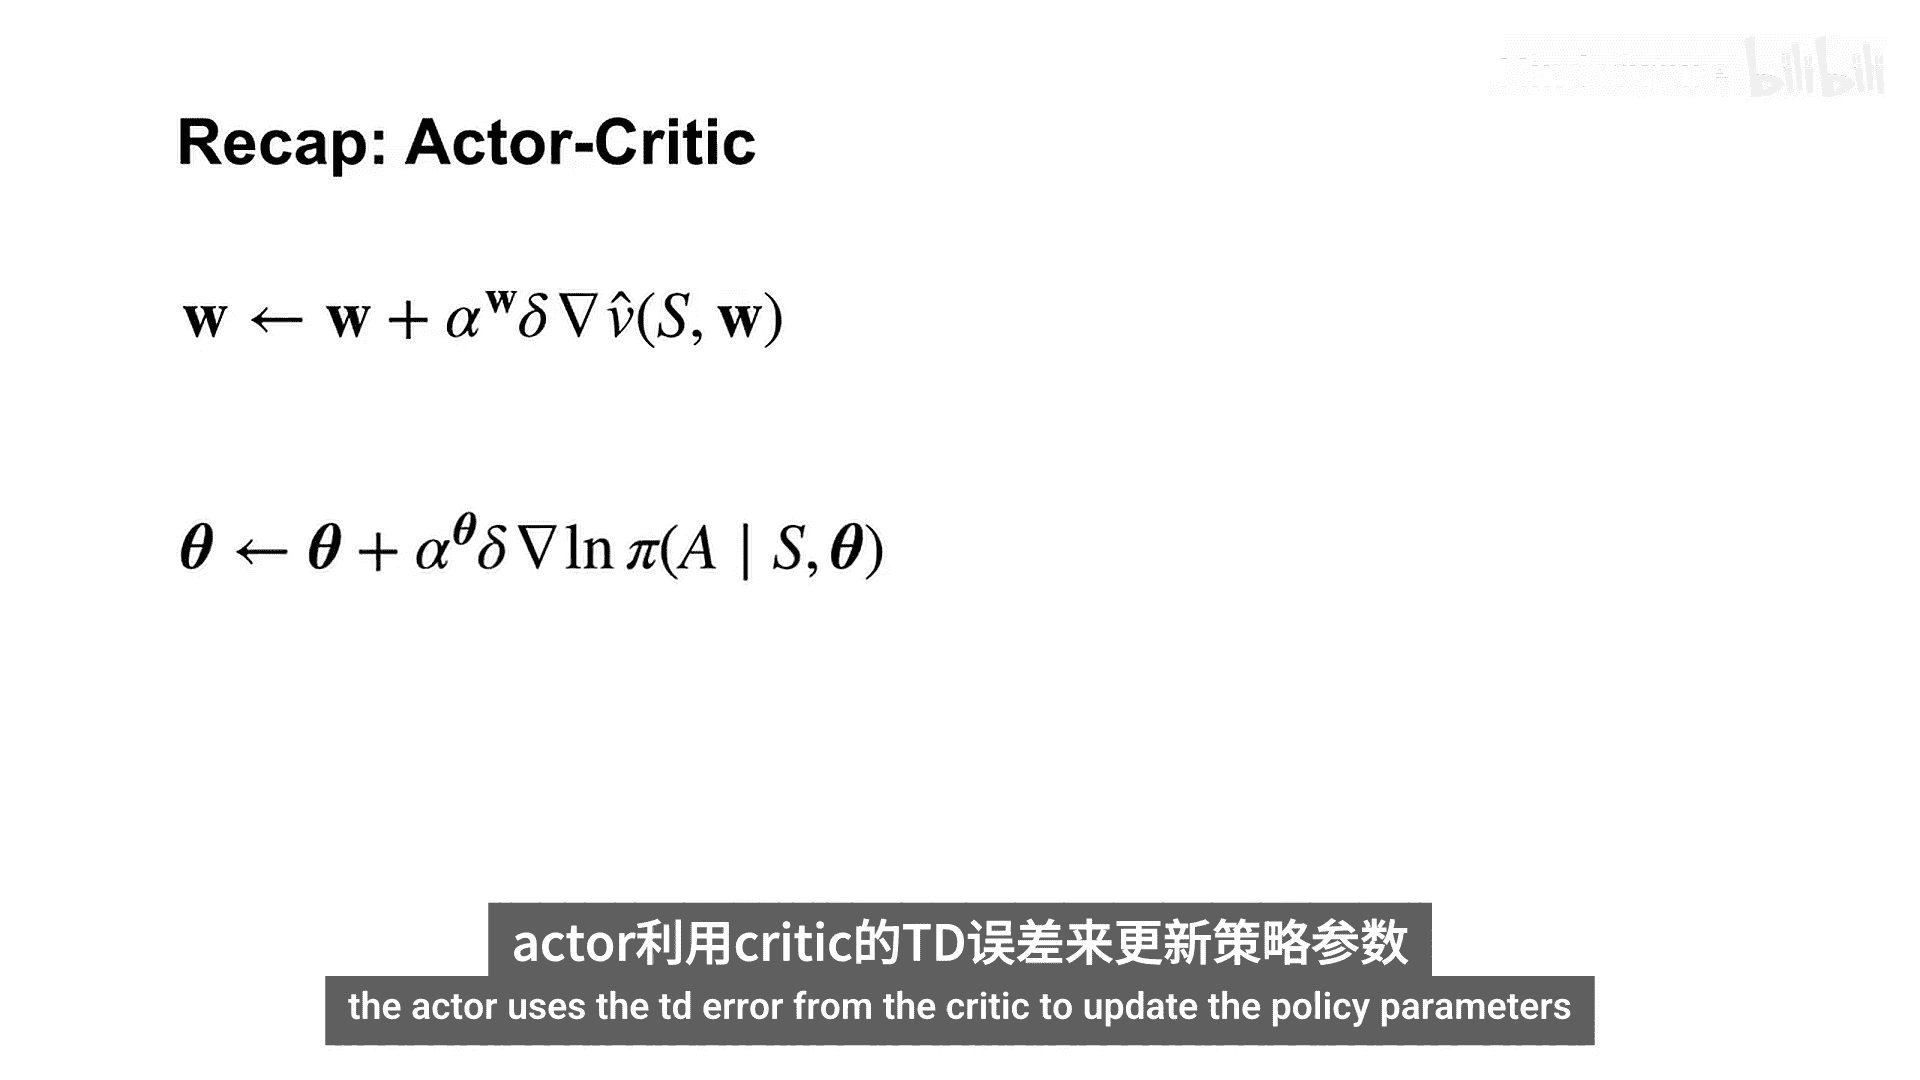 bilibili
Recap: Actor-Critic
w ← w + α^w δ∇v̂(S, w)
θ ← θ + α^θ δ∇ln π(A | S, θ)
actor利用critic的TD误差来更新策略参数
the actor uses the td error from the critic to update the policy parameters